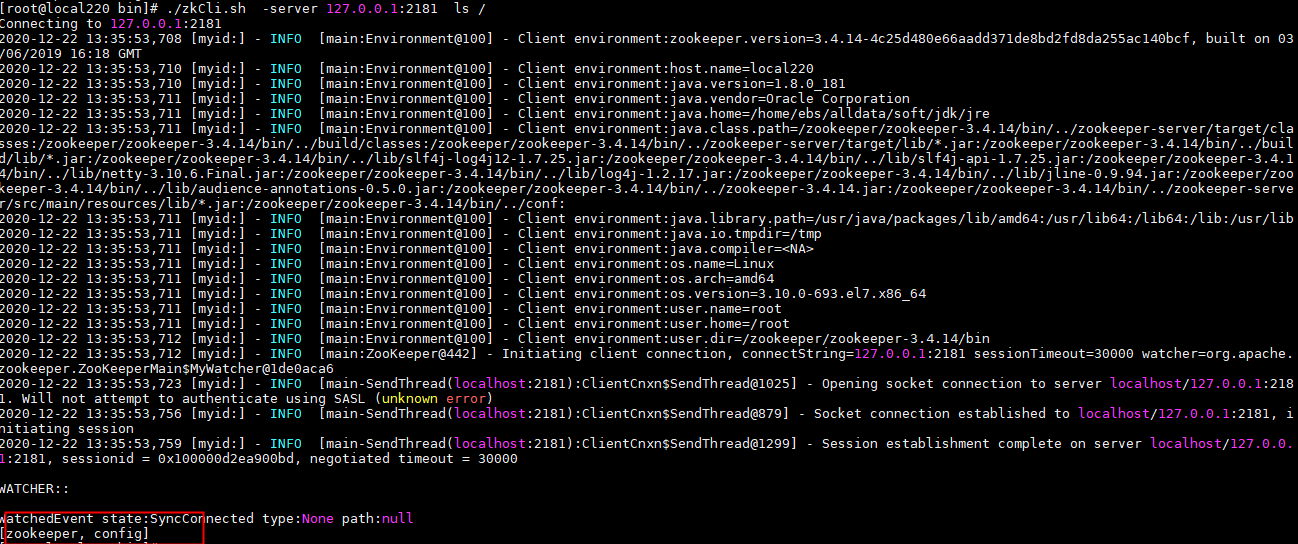 [root@local220 bin]# ./zkCli.sh  -server 127.0.0.1:2181  ls /
Connecting to 127.0.0.1:2181
2020-12-22 13:35:53,708 [myid:] - INFO  [main:Environment@100] - Client environment:zookeeper.version=3.4.14-4c25d480e66aadd371de8bd2fd8da255ac140bcf, built on 03
/06/2019 16:18 GMT
2020-12-22 13:35:53,710 [myid:] - INFO  [main:Environment@100] - Client environment:host.name=local220
2020-12-22 13:35:53,710 [myid:] - INFO  [main:Environment@100] - Client environment:java.version=1.8.0_181
2020-12-22 13:35:53,711 [myid:] - INFO  [main:Environment@100] - Client environment:java.vendor=Oracle Corporation
2020-12-22 13:35:53,711 [myid:] - INFO  [main:Environment@100] - Client environment:java.home=/home/ebs/alldata/soft/jdk/jre
2020-12-22 13:35:53,711 [myid:] - INFO  [main:Environment@100] - Client environment:java.class.path=/zookeeper/zookeeper-3.4.14/bin/../zookeeper-server/target/cla
sses:/zookeeper/zookeeper-3.4.14/bin/../build/classes:/zookeeper/zookeeper-3.4.14/bin/../zookeeper-server/target/lib/*.jar:/zookeeper/zookeeper-3.4.14/bin/../buil
d/lib/*.jar:/zookeeper/zookeeper-3.4.14/bin/../lib/slf4j-log4j12-1.7.25.jar:/zookeeper/zookeeper-3.4.14/bin/../lib/slf4j-api-1.7.25.jar:/zookeeper/zookeeper-3.4.1
4/bin/../lib/netty-3.10.6.Final.jar:/zookeeper/zookeeper-3.4.14/bin/../lib/log4j-1.2.17.jar:/zookeeper/zookeeper-3.4.14/bin/../lib/jline-0.9.94.jar:/zookeeper/zoo
keeper-3.4.14/bin/../lib/audience-annotations-0.5.0.jar:/zookeeper/zookeeper-3.4.14/bin/../zookeeper-3.4.14.jar:/zookeeper/zookeeper-3.4.14/bin/../zookeeper-serve
r/src/main/resources/lib/*.jar:/zookeeper/zookeeper-3.4.14/bin/../conf:
2020-12-22 13:35:53,711 [myid:] - INFO  [main:Environment@100] - Client environment:java.library.path=/usr/java/packages/lib/amd64:/usr/lib64:/lib64:/lib:/usr/lib
2020-12-22 13:35:53,711 [myid:] - INFO  [main:Environment@100] - Client environment:java.io.tmpdir=/tmp
2020-12-22 13:35:53,711 [myid:] - INFO  [main:Environment@100] - Client environment:java.compiler=<NA>
2020-12-22 13:35:53,711 [myid:] - INFO  [main:Environment@100] - Client environment:os.name=Linux
2020-12-22 13:35:53,711 [myid:] - INFO  [main:Environment@100] - Client environment:os.arch=amd64
2020-12-22 13:35:53,711 [myid:] - INFO  [main:Environment@100] - Client environment:os.version=3.10.0-693.el7.x86_64
2020-12-22 13:35:53,711 [myid:] - INFO  [main:Environment@100] - Client environment:user.name=root
2020-12-22 13:35:53,711 [myid:] - INFO  [main:Environment@100] - Client environment:user.home=/root
2020-12-22 13:35:53,712 [myid:] - INFO  [main:Environment@100] - Client environment:user.dir=/zookeeper/zookeeper-3.4.14/bin
2020-12-22 13:35:53,712 [myid:] - INFO  [main:ZooKeeper@442] - Initiating client connection, connectString=127.0.0.1:2181 sessionTimeout=30000 watcher=org.apache.
zookeeper.ZooKeeperMain$MyWatcher@1de0aca6
2020-12-22 13:35:53,723 [myid:] - INFO  [main-SendThread(localhost:2181):ClientCnxn$SendThread@1025] - Opening socket connection to server localhost/127.0.0.1:218
1. Will not attempt to authenticate using SASL (unknown error)
2020-12-22 13:35:53,756 [myid:] - INFO  [main-SendThread(localhost:2181):ClientCnxn$SendThread@879] - Socket connection established to localhost/127.0.0.1:2181, i
nitiating session
2020-12-22 13:35:53,759 [myid:] - INFO  [main-SendThread(localhost:2181):ClientCnxn$SendThread@1299] - Session establishment complete on server localhost/127.0.0.
1:2181, sessionid = 0x100000d2ea900bd, negotiated timeout = 30000
WATCHER::
WatchedEvent state:SyncConnected type:None path:null
[zookeeper, config]